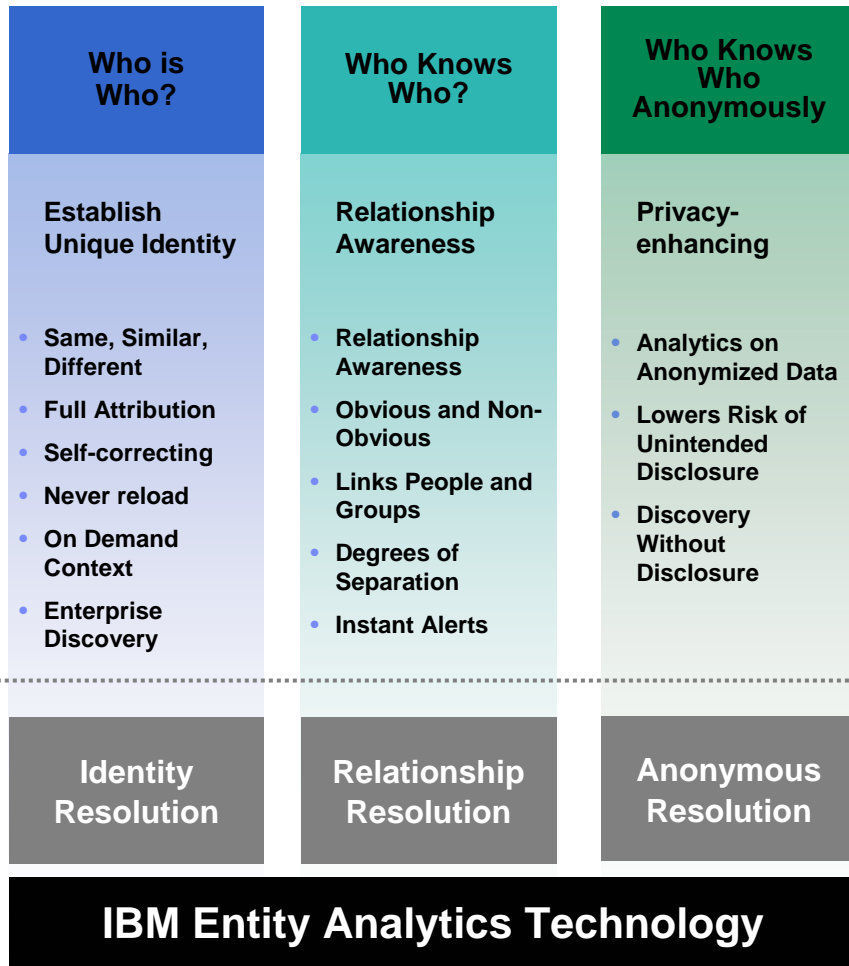 Who is
Who?
Establish
Unique Identity
• Same, Similar,
Different
• Full Attribution
• Self-correcting
• Never reload
• On Demand
Context
• Enterprise
Discovery
Identity
Resolution
Who Knows
Who?
Relationship
Awareness
• Relationship
Awareness
• Obvious and Non-
Obvious
• Links People and
Groups
• Degrees of
Separation
• Instant Alerts
Relationship
Resolution
Who Knows
Who
Anonymously
Privacy-
enhancing
• Analytics on
Anonymized Data
• Lowers Risk of
Unintended
Disclosure
• Discovery
Without
Disclosure
Anonymous
Resolution
IBM Entity Analytics Technology